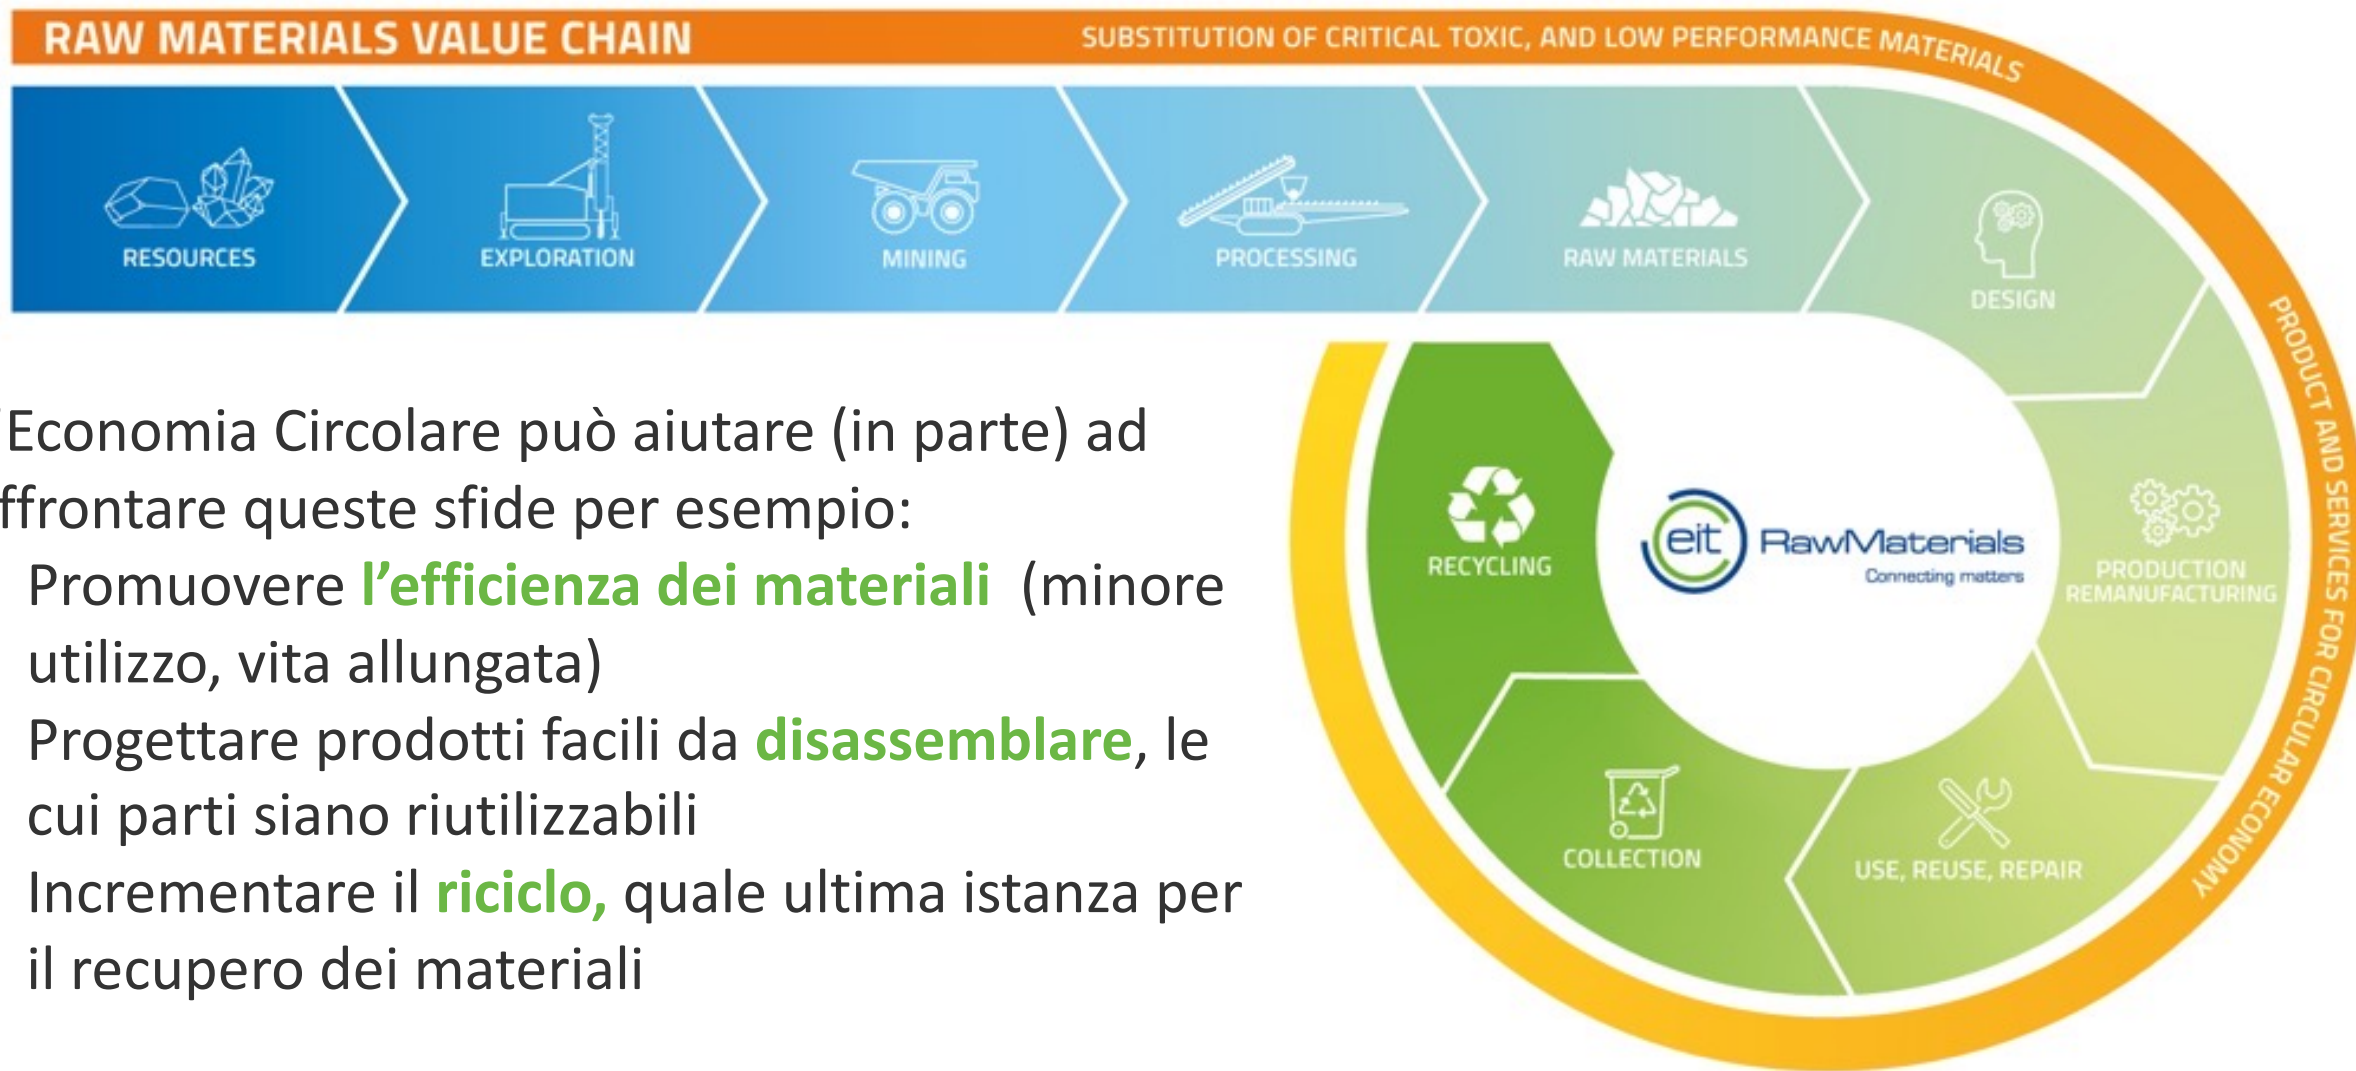 RAW MATERIALS VALUE CHAIN
SUBSTITUTION OF CRITICAL TOXIC, AND LOW PERFORMANCE MATERIALS
RESOURCES
EXPLORATION
MINING
PROCESSING
RAW MATERIALS
DESIGN
PRODUCT AND SERVICES FOR CIRCULAR ECONOMY
PRODUCTION
REMANUFACTURING
USE, REUSE, REPAIR
COLLECTION
RECYCLING
eit RawMaterials
Connecting matters
’Economia Circolare può aiutare (in parte) ad
ffrontare queste sfide per esempio:
Promuovere l’efficienza dei materiali (minore
utilizzo, vita allungata)
Progettare prodotti facili da disassemblare, le
cui parti siano riutilizzabili
Incrementare il riciclo, quale ultima istanza per
il recupero dei materiali